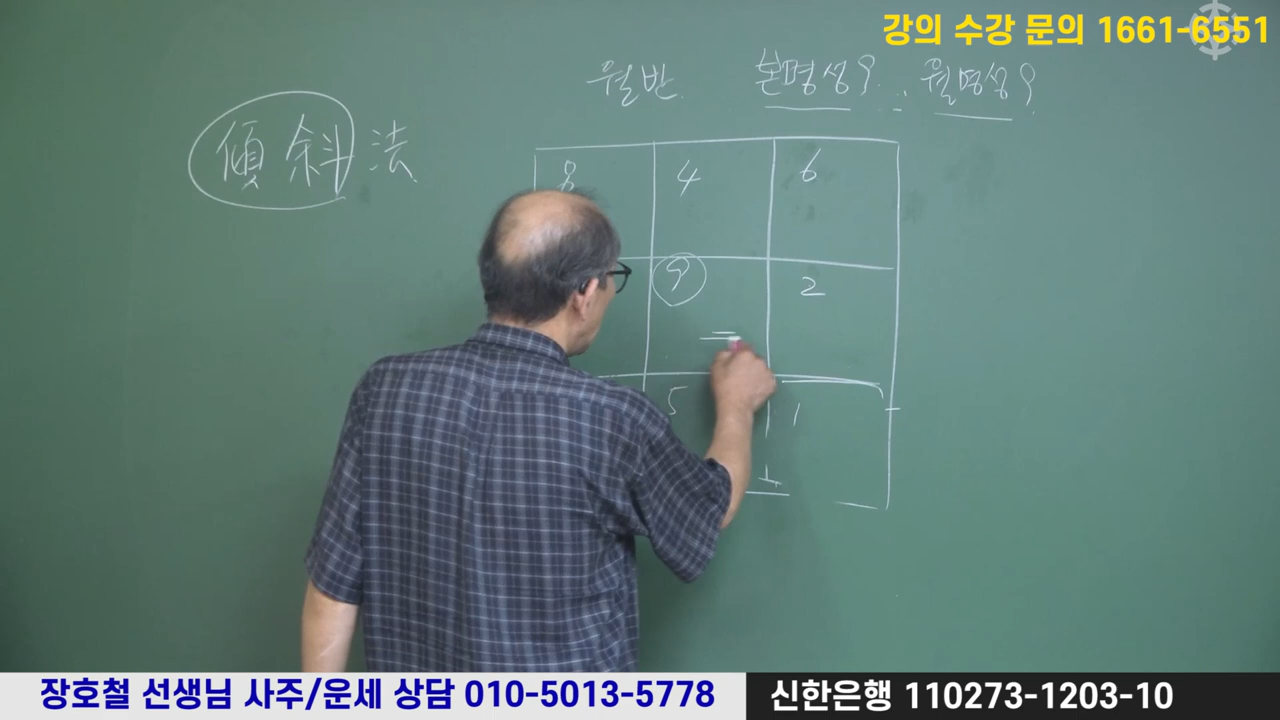 강의 수강 문의 1661-6551
월반 본명성9. 월명성9.
傾斜法
8 4 6
9 2
5 1
장호철 선생님 사주/운세 상담 010-5013-5778
신한은행 110273-1203-10